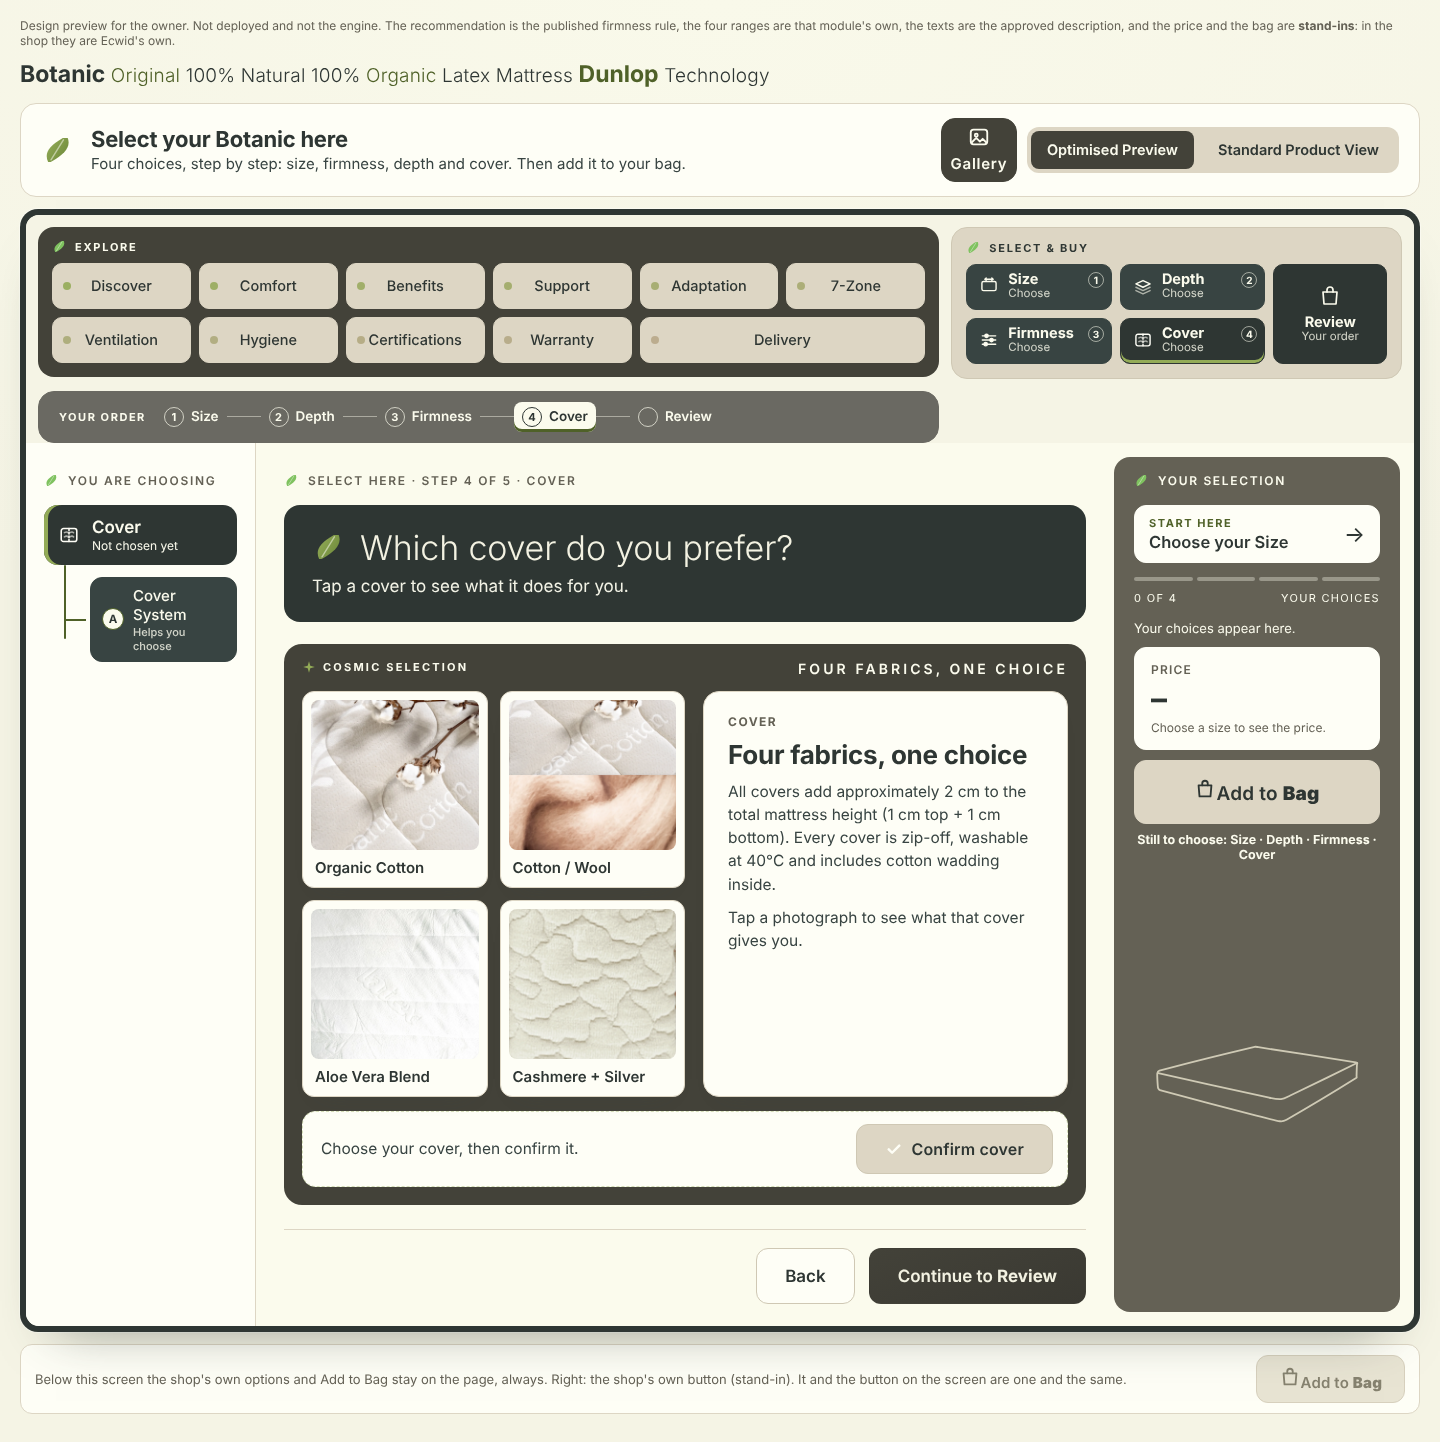 Design preview for the owner. Not deployed and not the engine. The recommendation is the published firmness rule, the four ranges are that module's own, the texts are the approved description, and the price and the bag are stand-ins: in the
shop they are Ecwid's own.
Botanic Original 100% Natural 100% Organic Latex Mattress Dunlop Technology
Select your Botanic here
Four choices, step by step: size, firmness, depth and cover. Then add it to your bag.
Gallery
Optimised Preview
Standard Product View
EXPLORE
Discover
Comfort
Benefits
Support
Adaptation
7-Zone
Ventilation
Hygiene
Certifications
Warranty
Delivery
SELECT & BUY
Size
Choose
1
Depth
Choose
2
Firmness
Choose
3
Cover
Choose
4
Review
Your order
YOUR ORDER
1 Size
2 Depth
3 Firmness
4 Cover
Review
YOU ARE CHOOSING
Cover
Not chosen yet
A
Cover
System
Helps you
choose
SELECT HERE · STEP 4 OF 5 · COVER
Which cover do you prefer?
Tap a cover to see what it does for you.
COSMIC SELECTION
FOUR FABRICS, ONE CHOICE
Organic Cotton
Cotton / Wool
Aloe Vera Blend
Cashmere + Silver
COVER
Four fabrics, one choice
All covers add approximately 2 cm to the
total mattress height (1 cm top + 1 cm
bottom). Every cover is zip-off, washable
at 40°C and includes cotton wadding
inside.
Tap a photograph to see what that cover
gives you.
Choose your cover, then confirm it.
Confirm cover
Back
Continue to Review
YOUR SELECTION
START HERE
Choose your Size
0 OF 4
YOUR CHOICES
Your choices appear here.
PRICE
–
Choose a size to see the price.
Add to Bag
Still to choose: Size · Depth · Firmness ·
Cover
Below this screen the shop's own options and Add to Bag stay on the page, always. Right: the shop's own button (stand-in). It and the button on the screen are one and the same.
Add to Bag